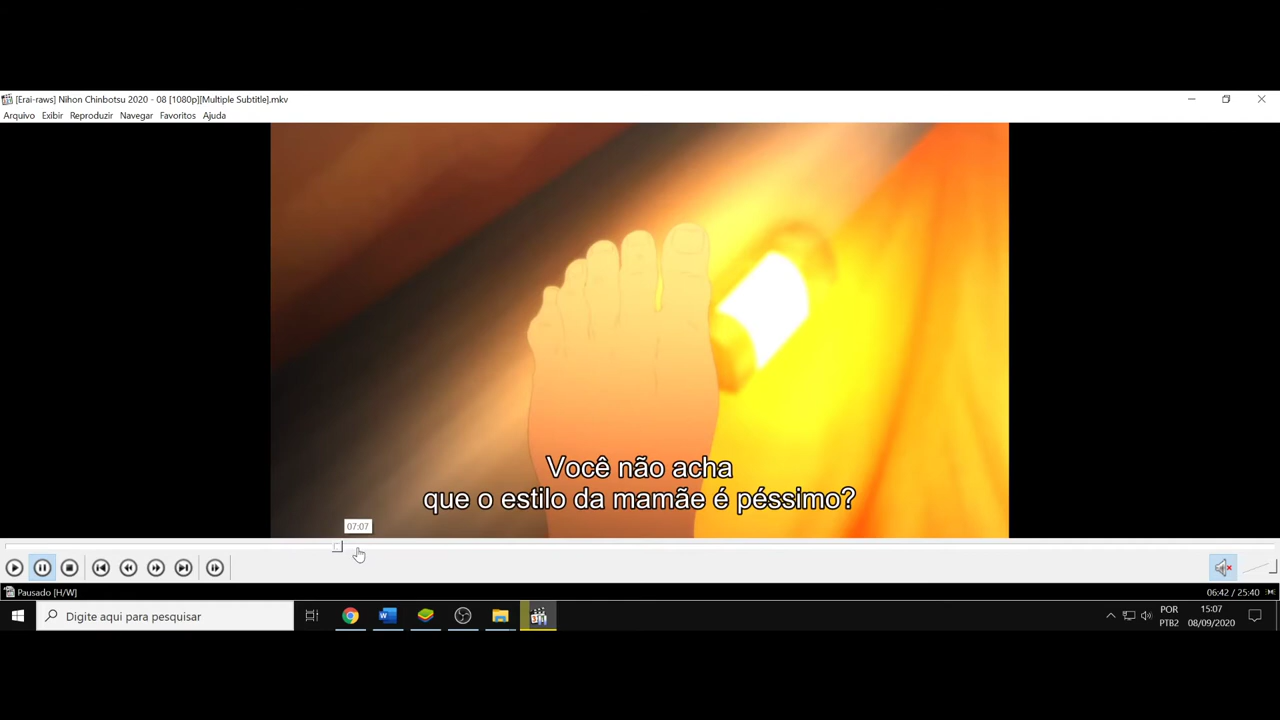 [Erai-raws] Nihon Chinbotsu 2020 - 08 [1080p][Multiple Subtitle].mkv
Arquivo Exibir Reproduzir Navegar Favoritos Ajuda
Você não acha
que o estilo da mamãe é péssimo?
07:07
Pausado [H/W]
06:42 / 25:40
Digite aqui para pesquisar
POR
PTB2
15:07
08/09/2020